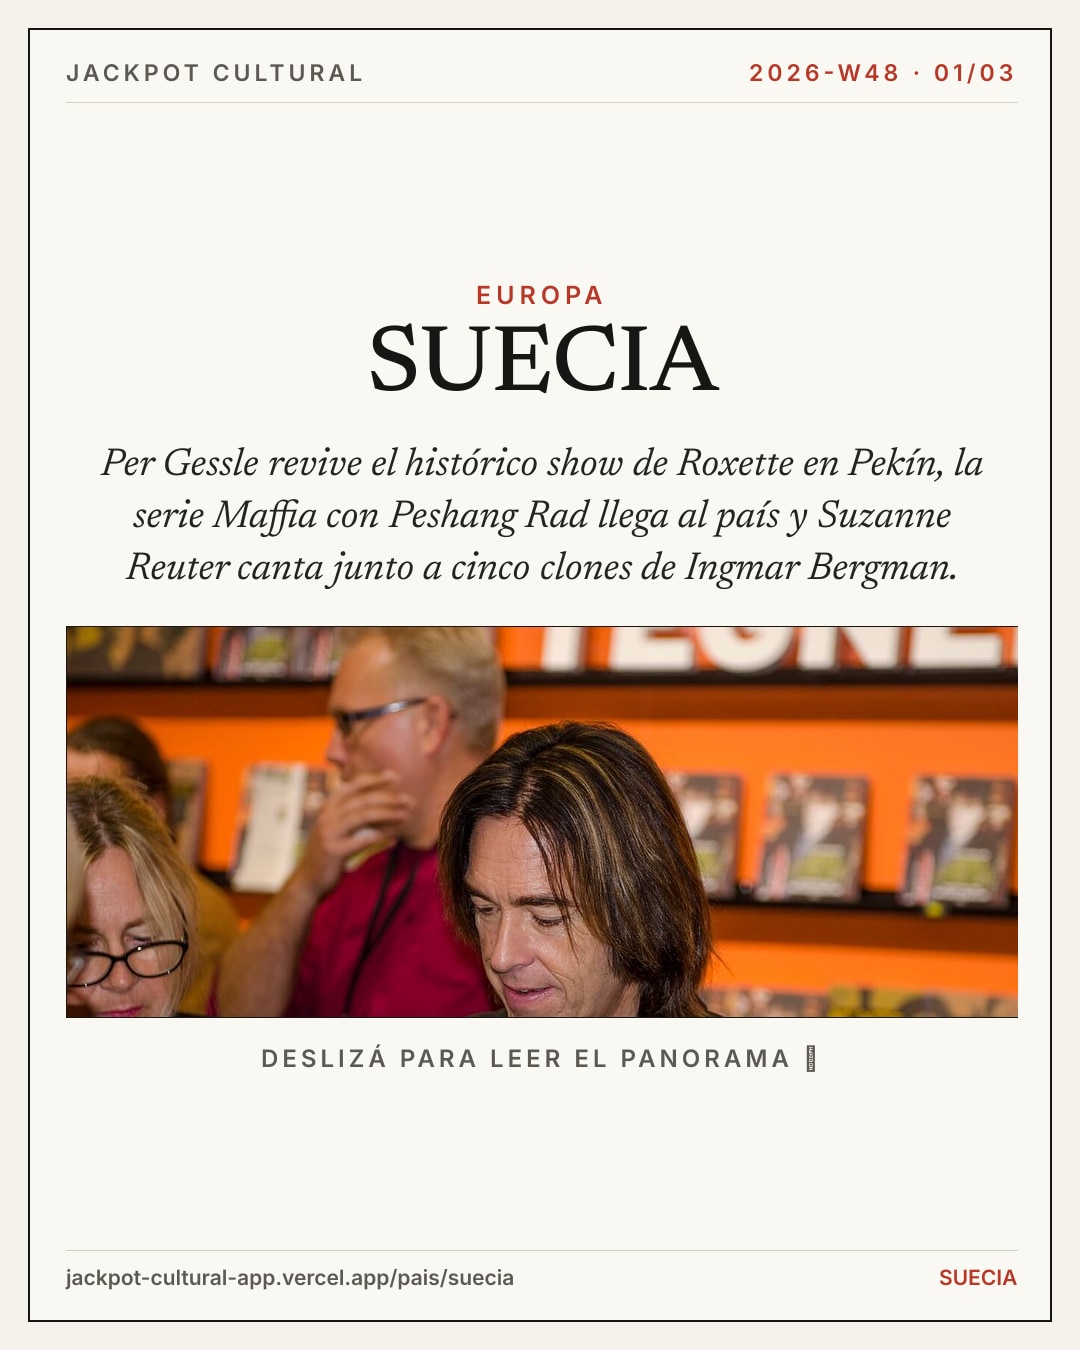 JACKPOT CULTURAL
2026-W48 · 01/03
EUROPA
SUECIA
Per Gessle revive el histórico show de Roxette en Pekín, la
serie Maffia con Peshang Rad llega al país y Suzanne
Reuter canta junto a cinco clones de Ingmar Bergman.
DESLIZÁ PARA LEER EL PANORAMA
jackpot-cultural-app.vercel.app/pais/suecia
SUECIA